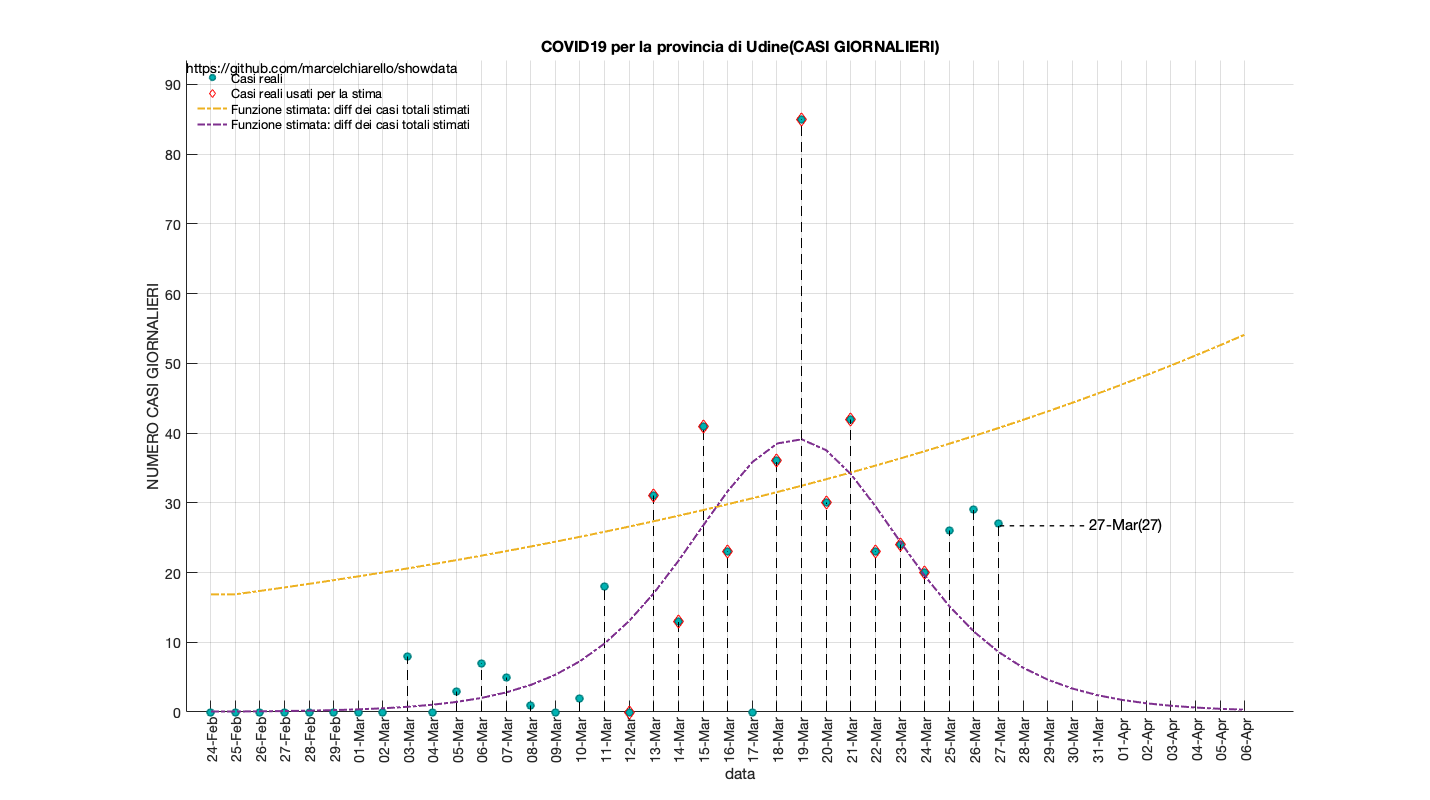 COVID19 per la provincia di Udine(CASI GIORNALIERI)
https://github.com/marcelchiarello/showdata
Casi reali
Casi reali usati per la stima
Funzione stimata: diff dei casi totali stimati
Funzione stimata: diff dei casi totali stimati
NUMERO CASI GIORNALIERI
90
80
70
60
50
40
30
20
10
0
27-Mar(27)
24-Feb
25-Feb
26-Feb
27-Feb
28-Feb
29-Feb
01-Mar
02-Mar
03-Mar
04-Mar
05-Mar
06-Mar
07-Mar
08-Mar
09-Mar
10-Mar
11-Mar
12-Mar
13-Mar
14-Mar
15-Mar
16-Mar
17-Mar
18-Mar
19-Mar
20-Mar
21-Mar
22-Mar
23-Mar
24-Mar
25-Mar
26-Mar
27-Mar
28-Mar
29-Mar
30-Mar
31-Mar
01-Apr
02-Apr
03-Apr
04-Apr
05-Apr
06-Apr
data